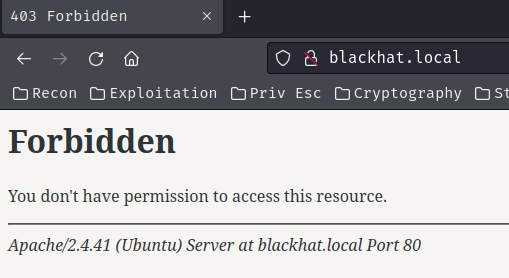 403 Forbidden
blackhat.local
Recon Exploitation Priv Esc Cryptography St
Forbidden
You don't have permission to access this resource.
Apache/2.4.41 (Ubuntu) Server at blackhat.local Port 80